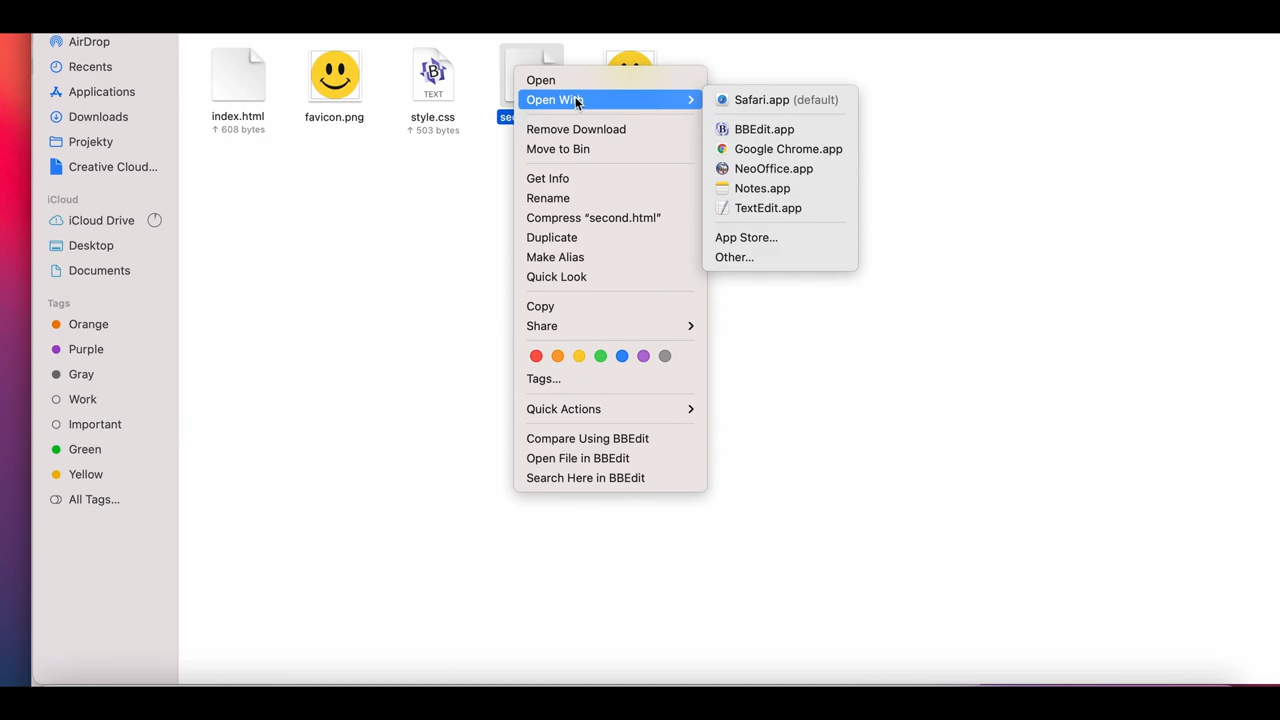 AirDrop
Recents
Applications
Downloads
Projekty
Creative Cloud...
iCloud
iCloud Drive
Desktop
Documents
Tags
Orange
Purple
Gray
Work
Important
Green
Yellow
All Tags...
index.html
↑ 608 bytes
favicon.png
TEXT
style.css
↑ 503 bytes
Open
Open With
Remove Download
Move to Bin
Get Info
Rename
Compress “second.html”
Duplicate
Make Alias
Quick Look
Copy
Share
Tags...
Quick Actions
Compare Using BBEdit
Open File in BBEdit
Search Here in BBEdit
Safari.app (default)
BBEdit.app
Google Chrome.app
NeoOffice.app
Notes.app
TextEdit.app
App Store...
Other...